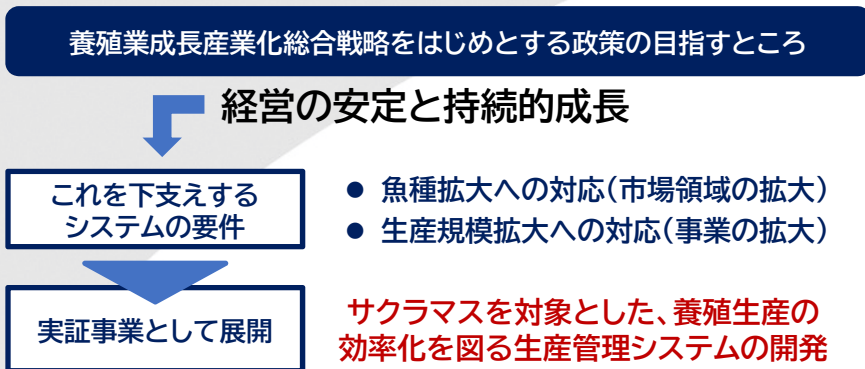 養殖業成長産業化総合戦略をはじめとする政策の目指すところ
経営の安定と持続的成長
これを下支えする
システムの要件
● 魚種拡大への対応(市場領域の拡大)
● 生産規模拡大への対応(事業の拡大)
実証事業として展開
サクラマスを対象とした、養殖生産の
効率化を図る生産管理システムの開発